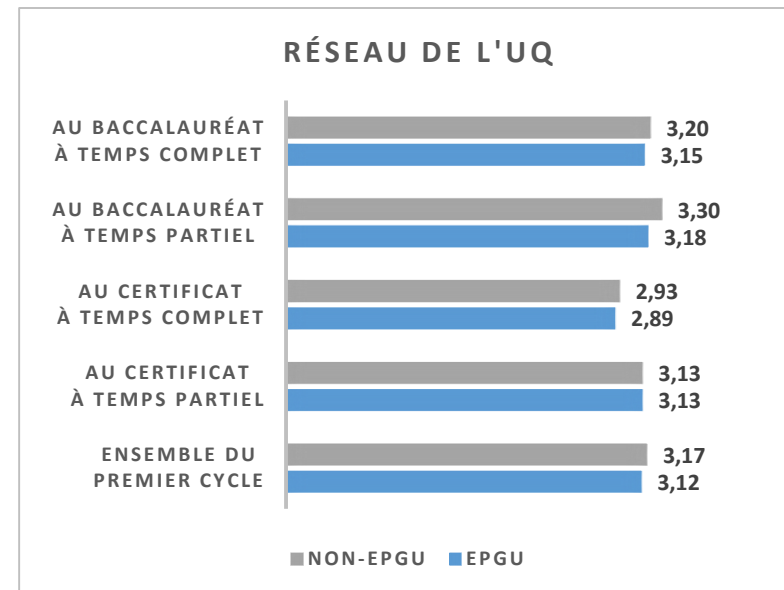 RÉSEAU DE L'UQ
AU BACCALAURÉAT
À TEMPS COMPLET
3,20
3,15
AU BACCALAURÉAT
À TEMPS PARTIEL
3,30
3,18
AU CERTIFICAT
À TEMPS COMPLET
2,93
2,89
AU CERTIFICAT
À TEMPS PARTIEL
3,13
3,13
ENSEMBLE DU
PREMIER CYCLE
3,17
3,12
NON-EPGU EPGU